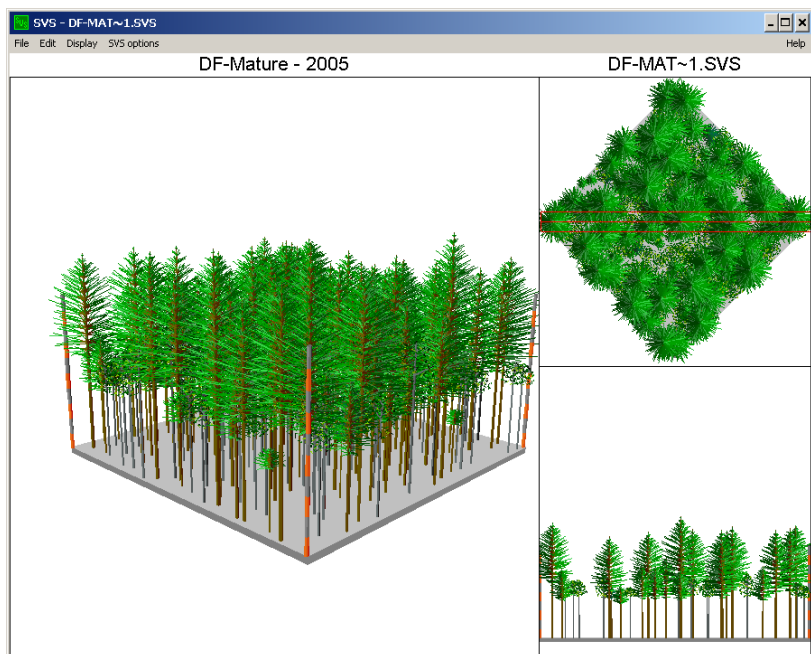 SVS - DF-MAT~1.SVS
File Edit Display SVS options Help
DF-Mature - 2005
DF-MAT~1.SVS